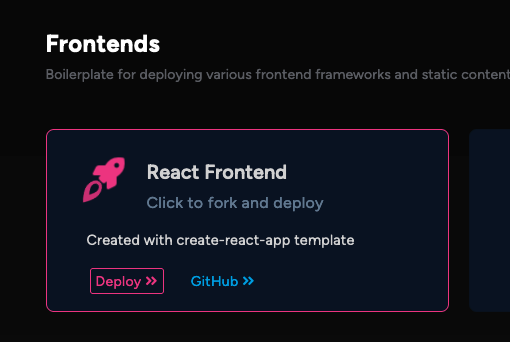 Frontends
Boilerplate for deploying various frontend frameworks and static content
React Frontend
Click to fork and deploy
Created with create-react-app template
Deploy »
GitHub »